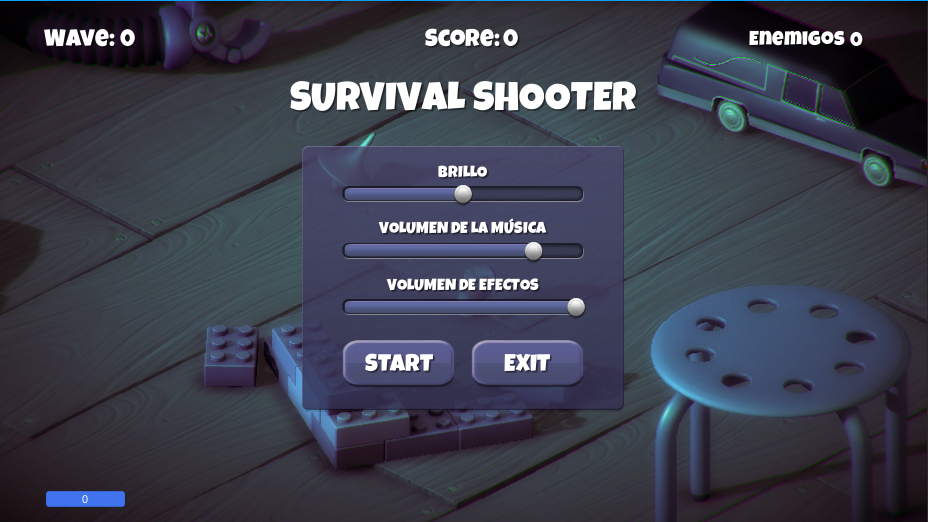 Wave: 0
Score: 0
Enemigos 0
SURVIVAL SHOOTER
BRILLO
VOLUMEN DE LA MÚSICA
VOLUMEN DE EFECTOS
START
EXIT
0